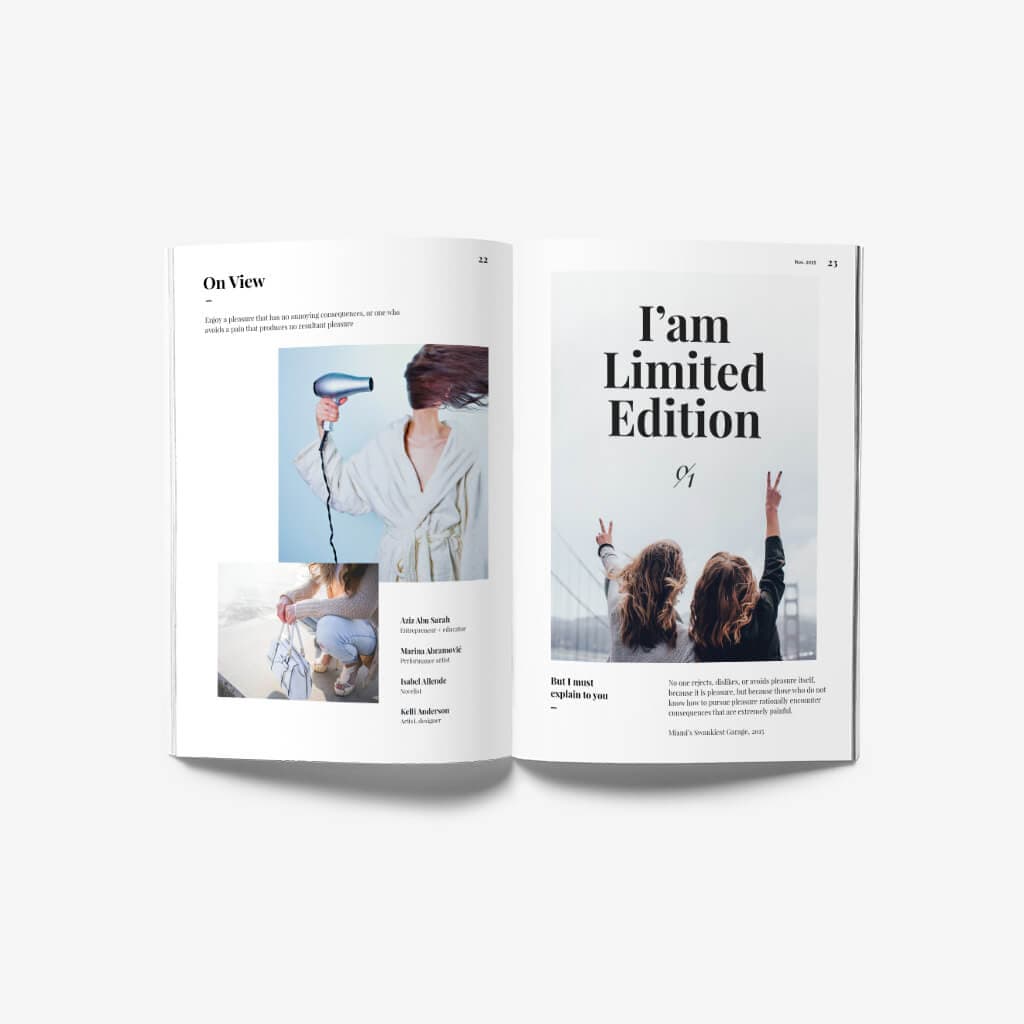 22
On View
Enjoy a pleasure that has no annoying consequences, or one who
avoids a pain that produces no resultant pleasure
Aziz Abu Sarah
Entrepreneur + educator
Marina Abramović
Performance artist
Isabel Allende
Novelist
Kelli Anderson
Artist, designer
Nov. 2015 23
I'am
Limited
Edition
0/1
But I must
explain to you
No one rejects, dislikes, or avoids pleasure itself,
because it is pleasure, but because those who do not
know how to pursue pleasure rationally encounter
consequences that are extremely painful.
Miami's Swankiest Garage, 2015